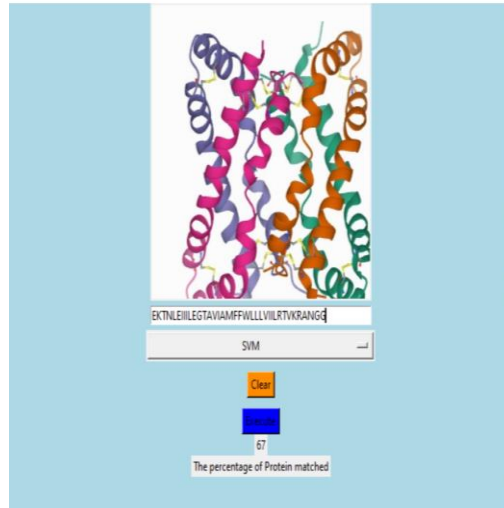 EKTNLEIIILEGTAVIAMFFWLLLVIILRTVKRANGG
SVM
Clear
67
The percentage of Protein matched